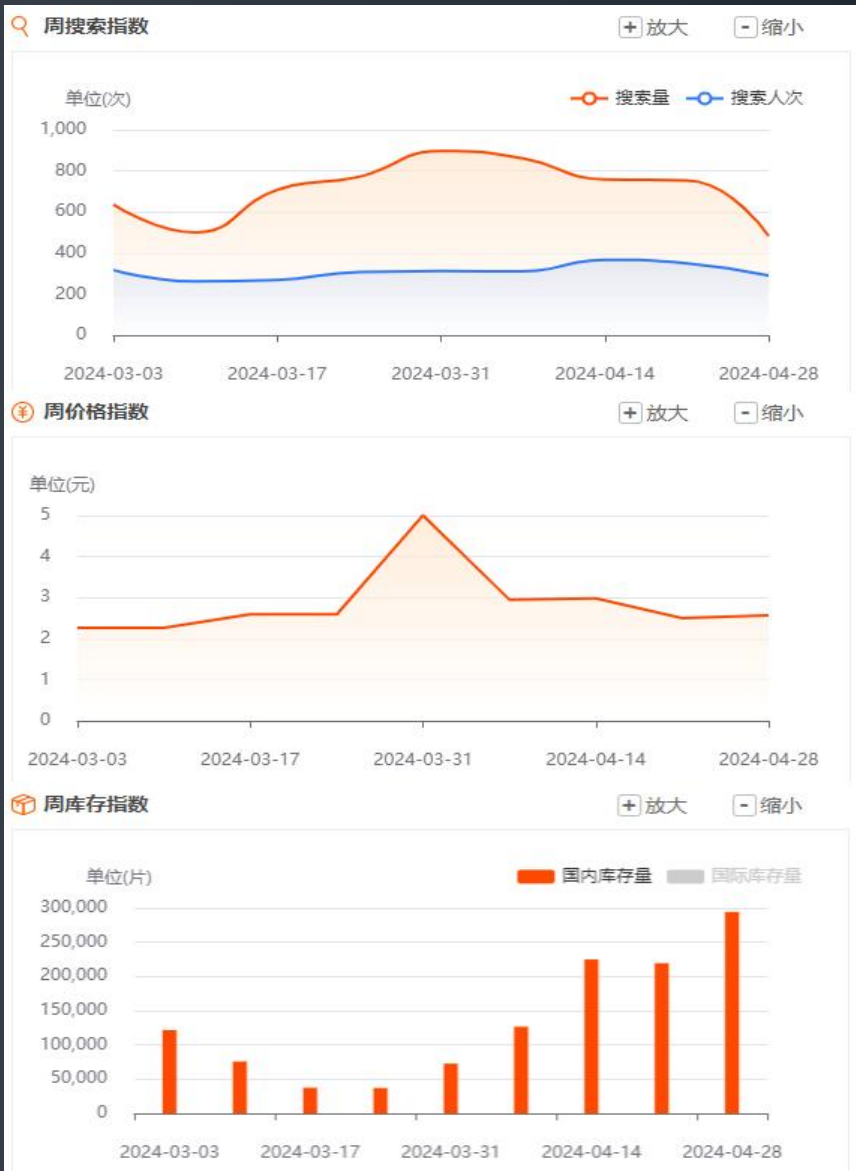 周搜索指数 + 放大 - 缩小
单位(次) 搜索量 搜索人次
1,000
800
600
400
200
0
2024-03-03 2024-03-17 2024-03-31 2024-04-14 2024-04-28
¥ 周价格指数 + 放大 - 缩小
单位(元)
5
4
3
2
1
0
2024-03-03 2024-03-17 2024-03-31 2024-04-14 2024-04-28
周库存指数 + 放大 - 缩小
单位(片) 国内库存量 国际库存量
300,000
250,000
200,000
150,000
100,000
50,000
0
2024-03-03 2024-03-17 2024-03-31 2024-04-14 2024-04-28